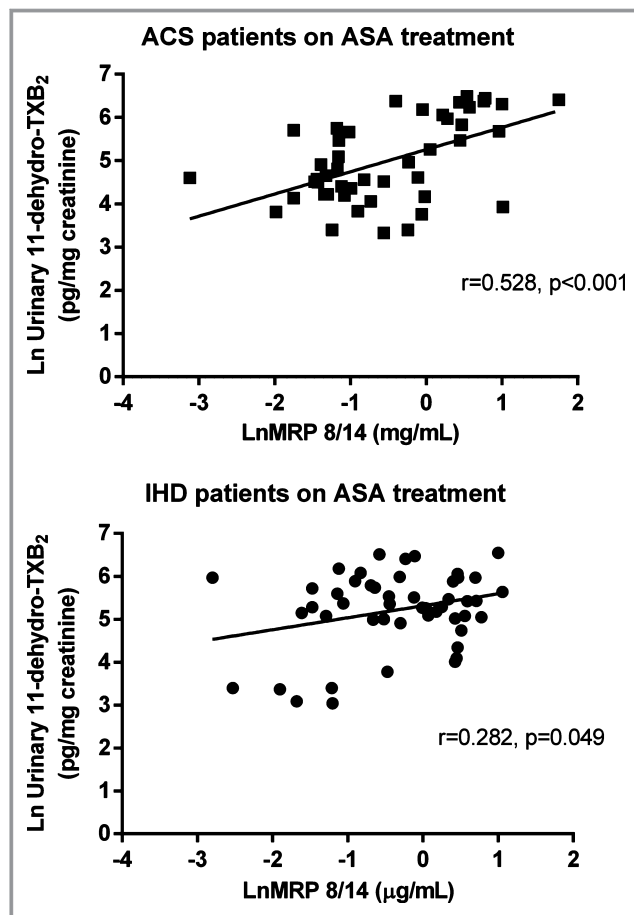 ACS patients on ASA treatment
Ln Urinary 11-dehydro-TXB₂
(pg/mg creatinine)
7
6
5
4
3
2
1
0
r=0.528, p<0.001
-4 -3 -2 -1 0 1 2
LnMRP 8/14 (mg/mL)
IHD patients on ASA treatment
Ln Urinary 11-dehydro-TXB₂
(pg/mg creatinine)
7
6
5
4
3
2
1
0
r=0.282, p=0.049
-4 -3 -2 -1 0 1 2
LnMRP 8/14 (μg/mL)